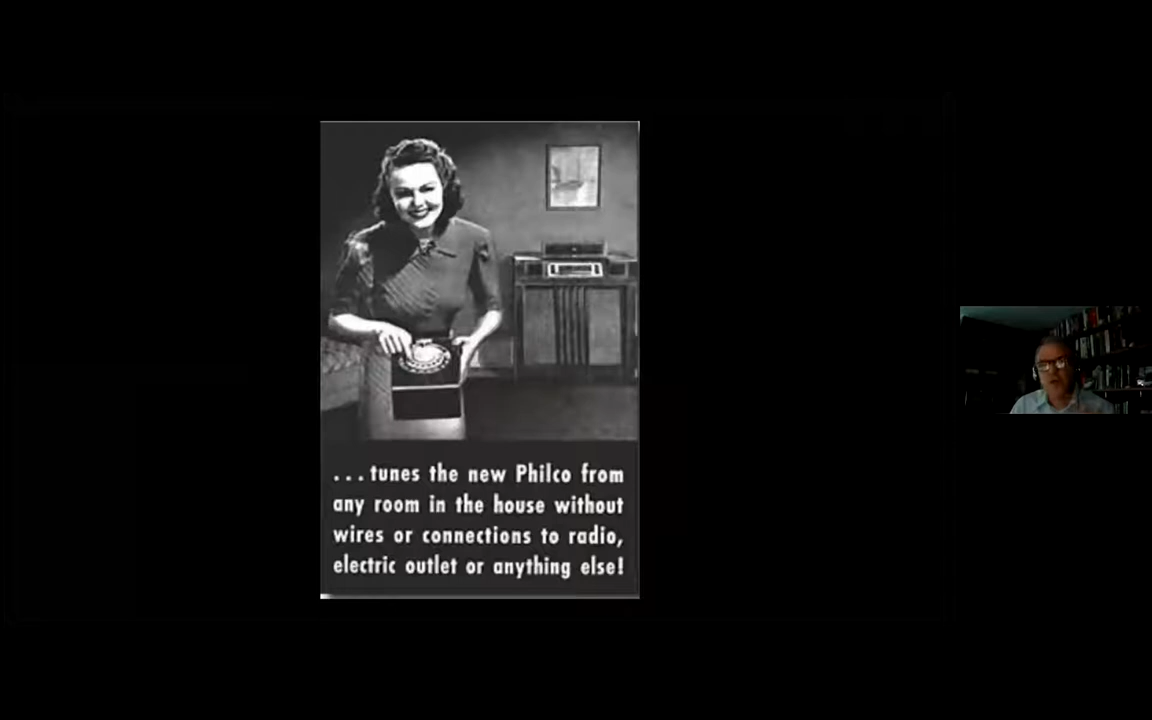 ...tunes the new Philco from
any room in the house without
wires or connections to radio,
electric outlet or anything else!